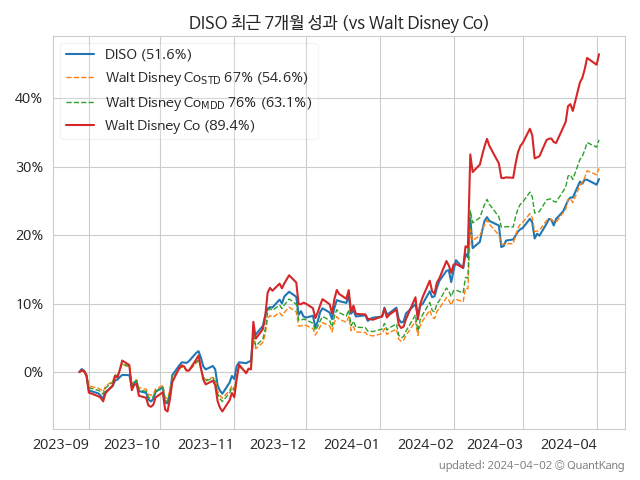 DISO 최근 7개월 성과 (vs Walt Disney Co)
DISO (51.6%)
Walt Disney CoSTD 67% (54.6%)
Walt Disney CoMDD 76% (63.1%)
Walt Disney Co (89.4%)
40%
30%
20%
10%
0%
2023-09 2023-10 2023-11 2023-12 2024-01 2024-02 2024-03 2024-04
updated: 2024-04-02 © QuantKang